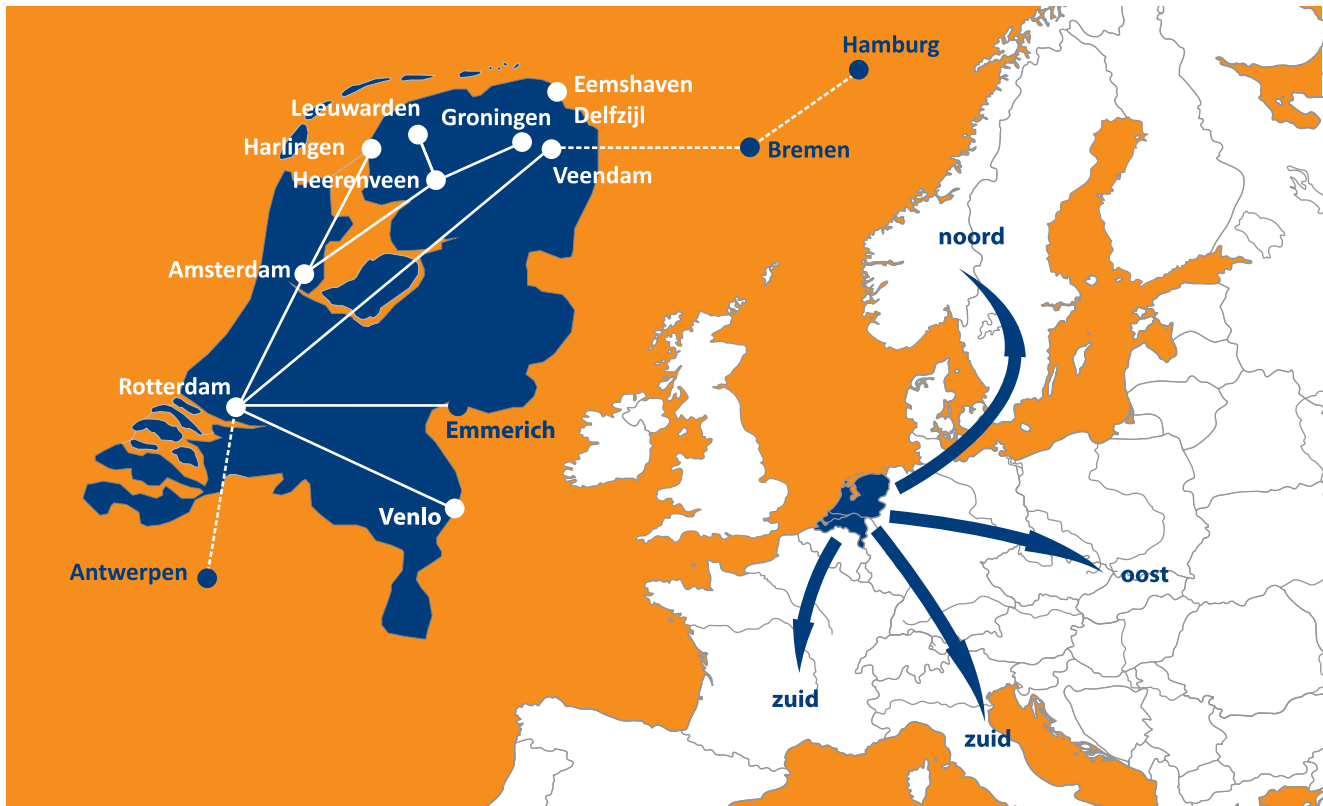 Hamburg
Eemshaven
Delfzijl
Leeuwarden
Groningen
Harlingen
Bremen
Heerenveen
Veendam
noord
Amsterdam
Rotterdam
Emmerich
Venlo
Antwerpen
oost
zuid
zuid